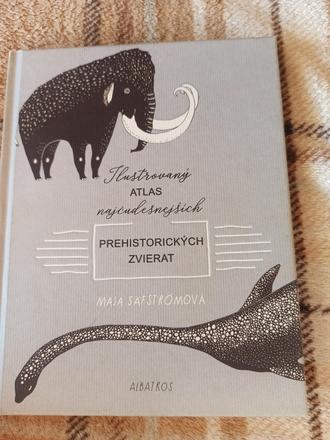 Ilustrovaný
ATLAS
najčudesnejších
PREHISTORICKÝCH
ZVIERAT
MAJA SÄFSTRÖMOVÁ
ALBATROS